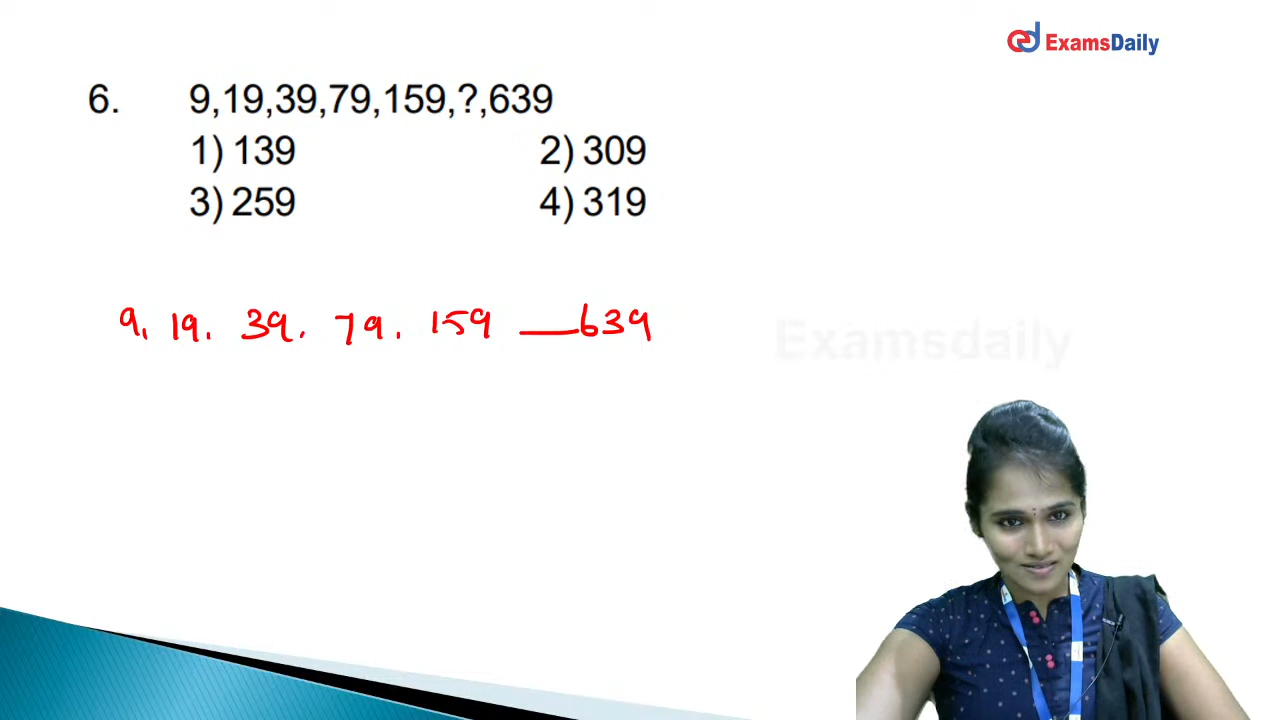 ExamsDaily
6. 9,19,39,79,159,?,639
1) 139 2) 309
3) 259 4) 319
9, 19. 39. 79. 159 __ 639
Examsdaily